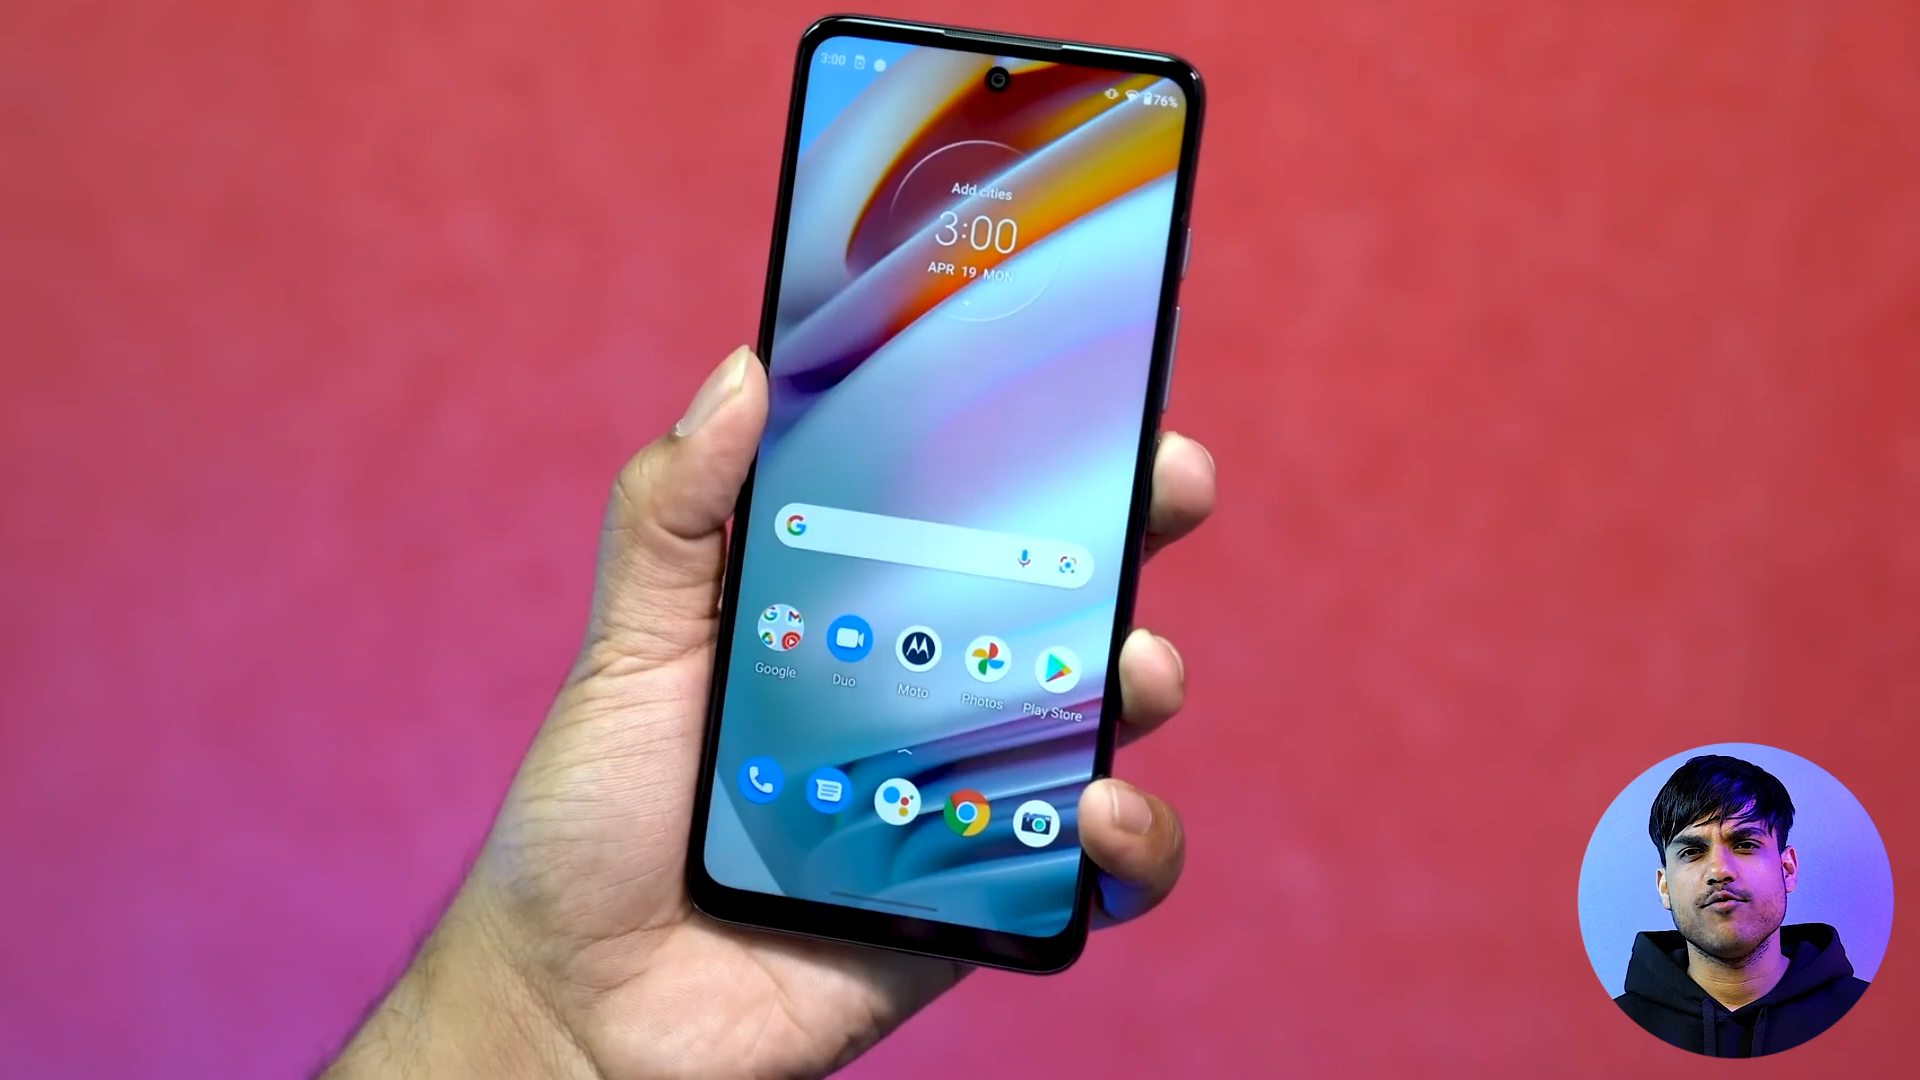 3:00
76%
Add cities
3:00
APR 19 MON
Google
Duo
Moto
Photos
Play Store